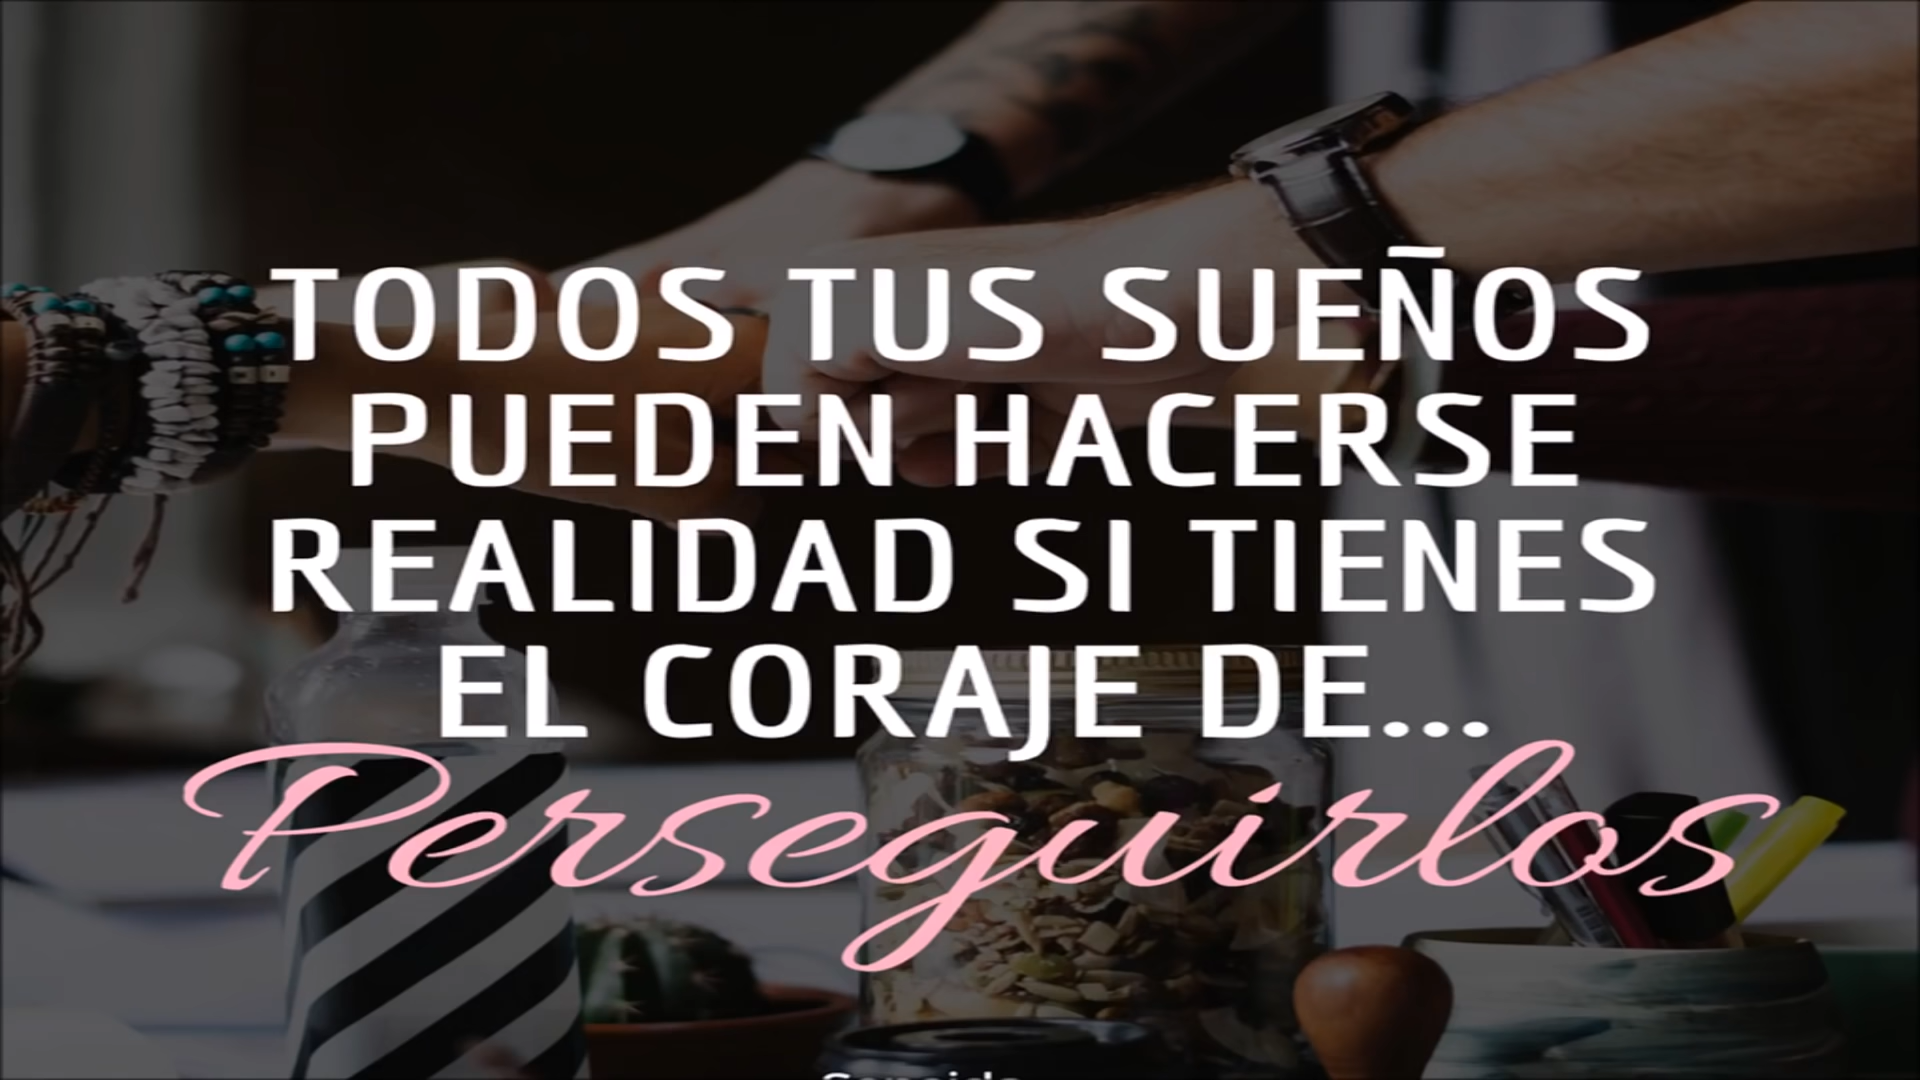 TODOS TUS SUEÑOS
PUEDEN HACERSE
REALIDAD SI TIENES
EL CORAJE DE...
Perseguirlos